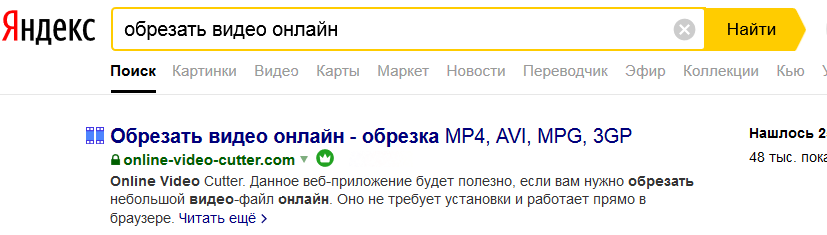 Яндекс
обрезать видео онлайн
Найти
Поиск Картинки Видео Карты Маркет Новости Переводчик Эфир Коллекции Кью
Обрезать видео онлайн - обрезка MP4, AVI, MPG, 3GP
Нашлось 2
online-video-cutter.com
48 тыс. пока
Online Video Cutter. Данное веб-приложение будет полезно, если вам нужно обрезать
небольшой видео-файл онлайн. Оно не требует установки и работает прямо в
браузере. Читать ещё >